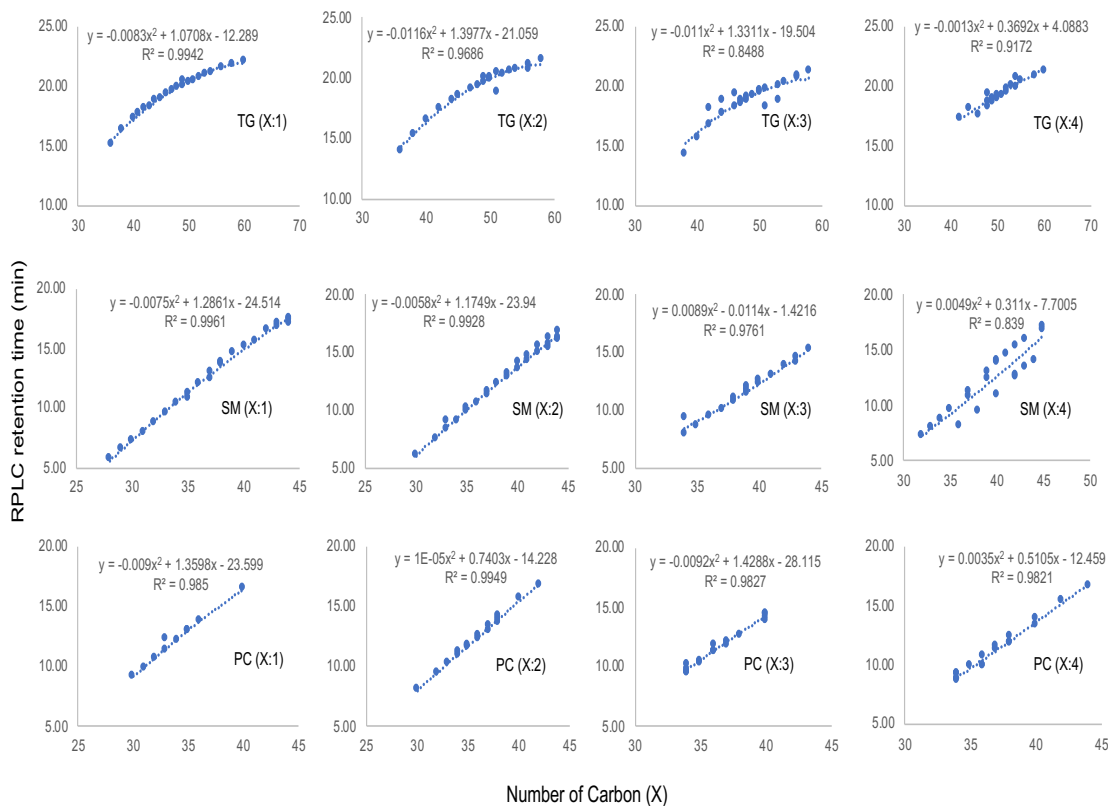 y = -0.0083x² + 1.0708x - 12.289
R² = 0.9942
25.00
20.00
15.00
10.00
30 40 50 60 70
TG (X:1)
y = -0.0116x² + 1.3977x - 21.059
R² = 0.9686
25.00
20.00
15.00
10.00
30 40 50 60
TG (X:2)
y = -0.011x² + 1.3311x - 19.504
R² = 0.8488
25.00
20.00
15.00
10.00
30 40 50 60
TG (X:3)
y = -0.0013x² + 0.3692x + 4.0883
R² = 0.9172
25.00
20.00
15.00
10.00
30 40 50 60 70
TG (X:4)
RPLC retention time (min)
y = -0.0075x² + 1.2861x - 24.514
R² = 0.9961
20.00
15.00
10.00
5.00
25 30 35 40 45
SM (X:1)
y = -0.0058x² + 1.1749x - 23.94
R² = 0.9928
20.00
15.00
10.00
5.00
25 30 35 40 45
SM (X:2)
y = 0.0089x² - 0.0114x - 1.4216
R² = 0.9761
20.00
15.00
10.00
5.00
30 35 40 45
SM (X:3)
y = 0.0049x² + 0.311x - 7.7005
R² = 0.839
20.00
15.00
10.00
5.00
30 35 40 45 50
SM (X:4)
y = -0.009x² + 1.3598x - 23.599
R² = 0.985
20.00
15.00
10.00
5.00
25 30 35 40 45
PC (X:1)
y = 1E-05x² + 0.7403x - 14.228
R² = 0.9949
20.00
15.00
10.00
5.00
25 30 35 40 45
PC (X:2)
y = -0.0092x² + 1.4288x - 28.115
R² = 0.9827
20.00
15.00
10.00
5.00
30 35 40 45
PC (X:3)
y = 0.0035x² + 0.5105x - 12.459
R² = 0.9821
20.00
15.00
10.00
5.00
30 35 40 45
PC (X:4)
Number of Carbon (X)